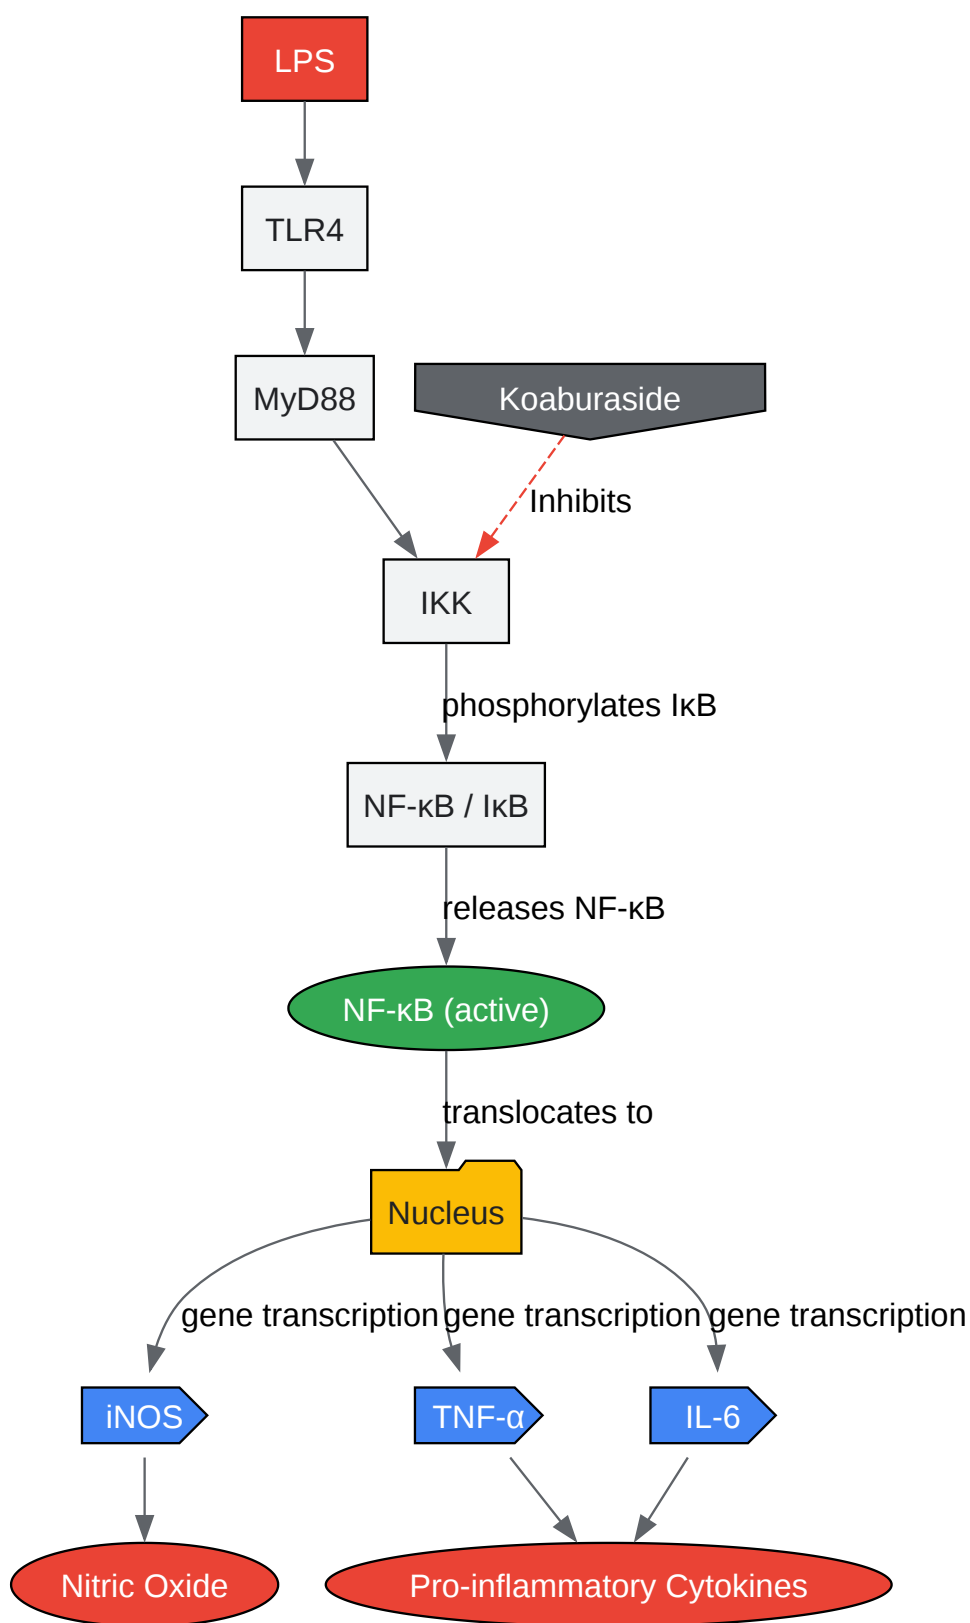 LPS
TLR4
MyD88
Koaburaside
Inhibits
IKK
phosphorylates IκB
NF-κB / IκB
releases NF-κB
NF-κB (active)
translocates to
Nucleus
gene transcription
gene transcription
gene transcription
iNOS
TNF-α
IL-6
Nitric Oxide
Pro-inflammatory Cytokines